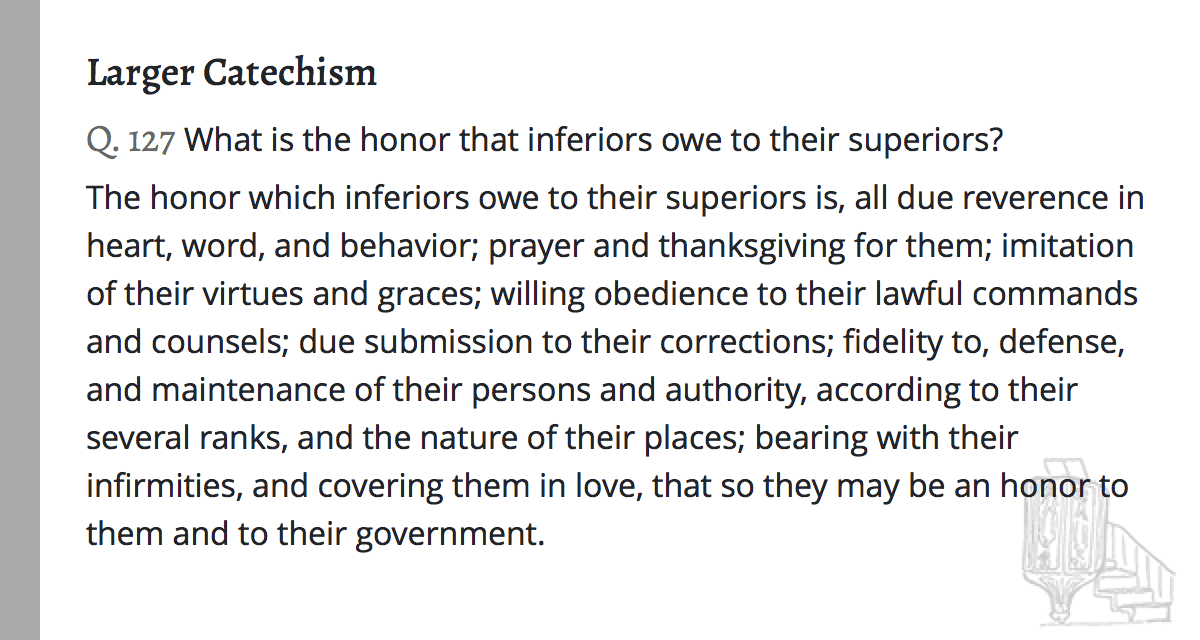 Larger Catechism
Q. 127 What is the honor that inferiors owe to their superiors?
The honor which inferiors owe to their superiors is, all due reverence in
heart, word, and behavior; prayer and thanksgiving for them; imitation
of their virtues and graces; willing obedience to their lawful commands
and counsels; due submission to their corrections; fidelity to, defense,
and maintenance of their persons and authority, according to their
several ranks, and the nature of their places; bearing with their
infirmities, and covering them in love, that so they may be an honor to
them and to their government.